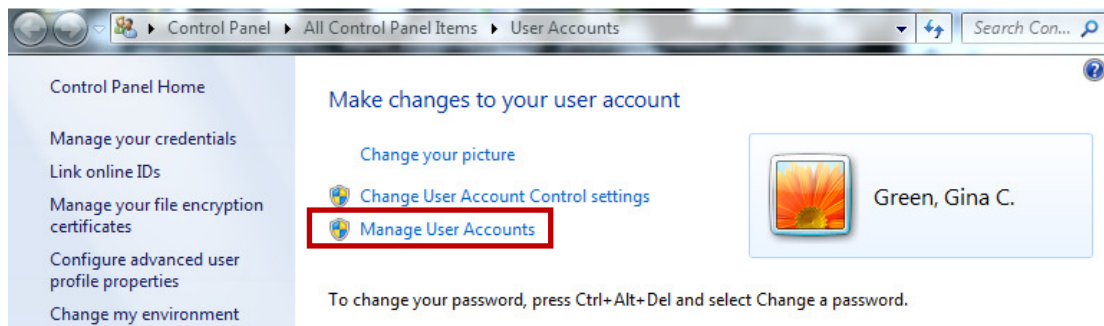 Control Panel ▸ All Control Panel Items ▸ User Accounts
Search Con...
Control Panel Home
Manage your credentials
Link online IDs
Manage your file encryption
certificates
Configure advanced user
profile properties
Change my environment
Make changes to your user account
Change your picture
Change User Account Control settings
Manage User Accounts
Green, Gina C.
To change your password, press Ctrl+Alt+Del and select Change a password.